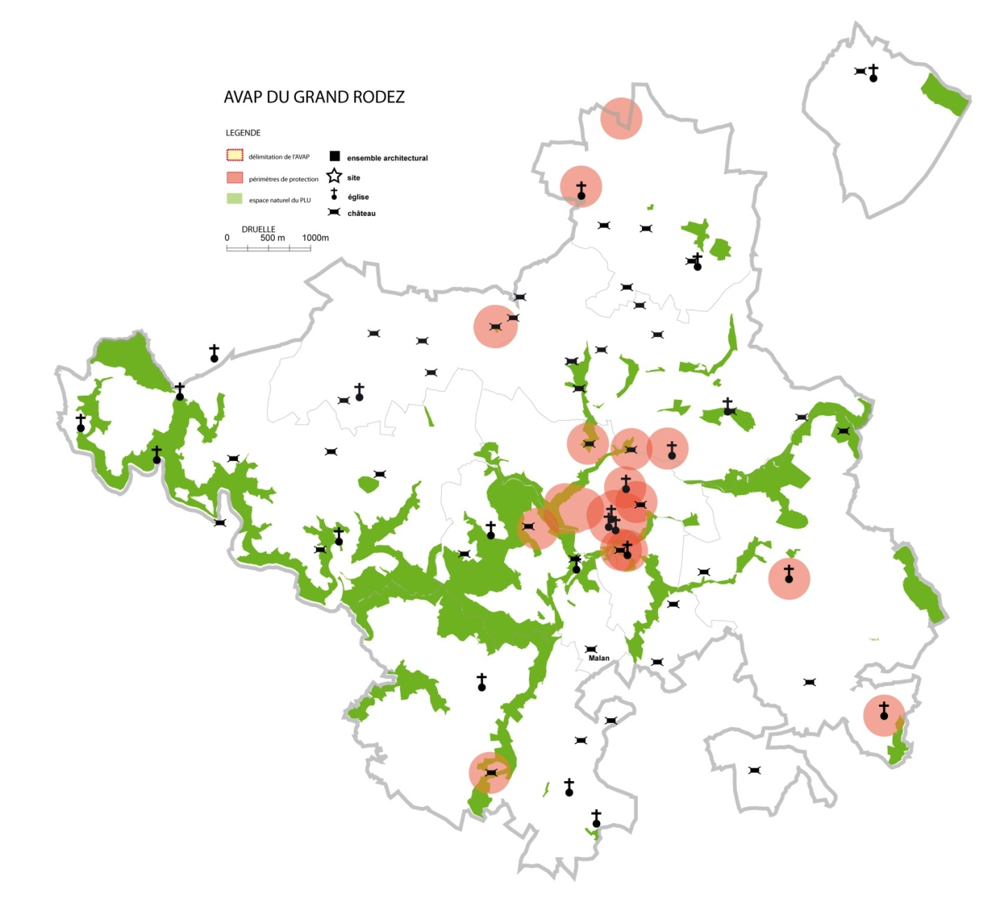 AVAP DU GRAND RODEZ
LEGENDE
délimitation de l'AVAP
périmètres de protection
espace naturel du PLU
ensemble architectural
site
église
château
DRUELLE
0 500 m 1000m
Malan